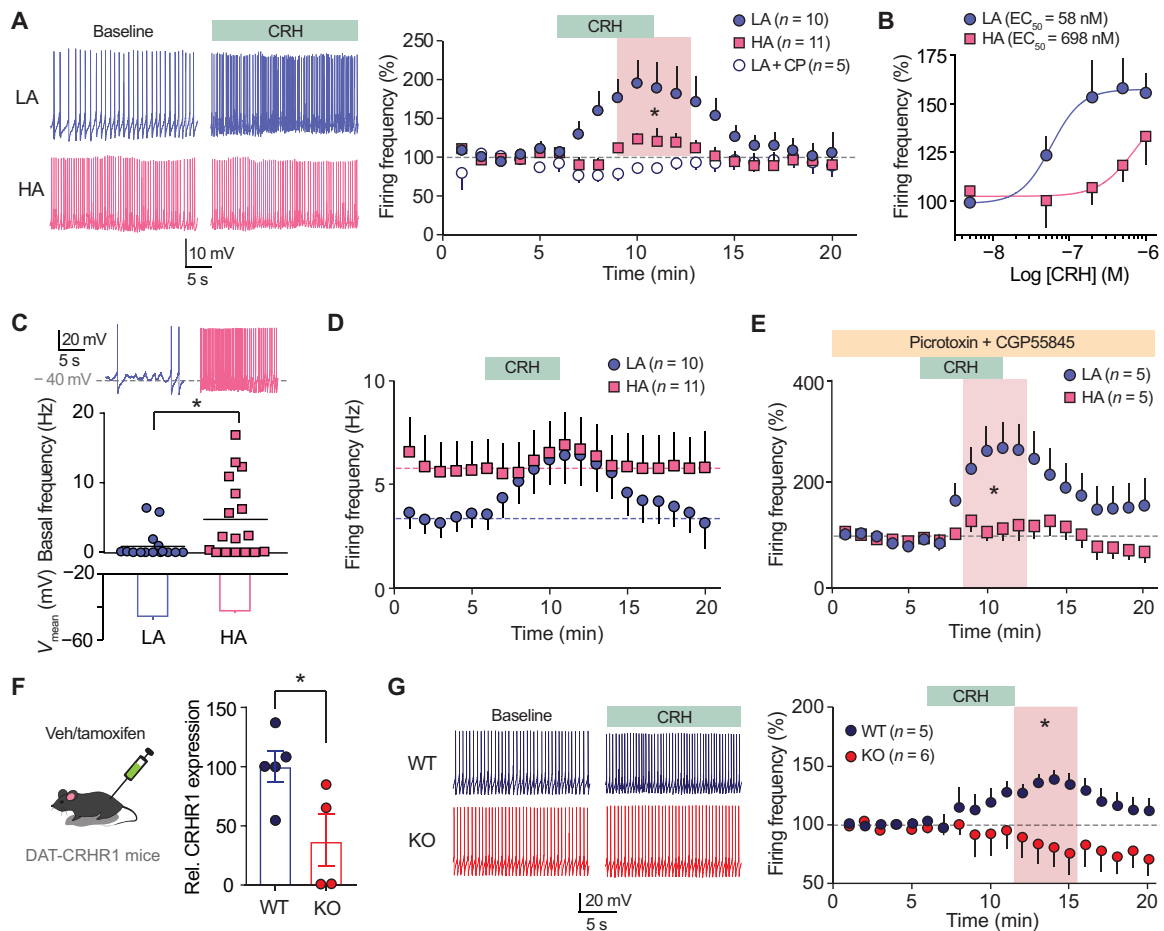 A
Baseline
CRH
LA
HA
10 mV
5 s
CRH
LA (n = 10)
HA (n = 11)
LA + CP (n = 5)
Firing frequency (%)
250
200
150
100
50
0
*
0
5
10
15
20
Time (min)
B
LA (EC50 = 58 nM)
HA (EC50 = 698 nM)
Firing frequency (%)
175
150
125
100
−8
−7
−6
Log [CRH] (M)
C
20 mV
5 s
− 40 mV
*
Basal frequency (Hz)
20
10
0
Vmean (mV)
−20
−60
LA
HA
D
CRH
LA (n = 10)
HA (n = 11)
Firing frequency (Hz)
10
5
0
0
5
10
15
20
Time (min)
E
Picrotoxin + CGP55845
CRH
LA (n = 5)
HA (n = 5)
Firing frequency (%)
400
200
0
*
0
5
10
15
20
Time (min)
F
Veh/tamoxifen
DAT-CRHR1 mice
Rel. CRHR1 expression
150
100
50
0
*
WT
KO
G
Baseline
CRH
WT
KO
20 mV
5 s
CRH
WT (n = 5)
KO (n = 6)
Firing frequency (%)
200
150
100
50
*
0
5
10
15
20
Time (min)